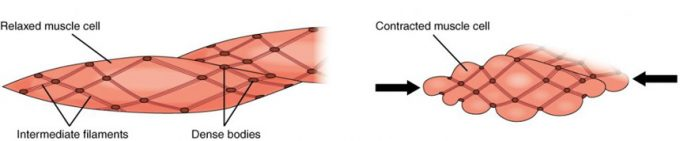 Relaxed muscle cell
Contracted muscle cell
Intermediate filaments
Dense bodies